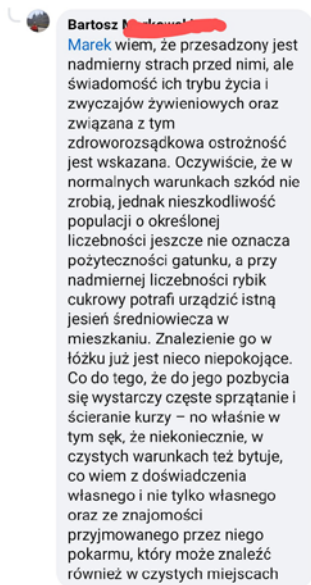 Bartosz
Marek wiem, że przesadzony jest
nadmierny strach przed nimi, ale
świadomość ich trybu życia i
zwyczajów żywieniowych oraz
związana z tym
zdroworozsądkowa ostrożność
jest wskazana. Oczywiście, że w
normalnych warunkach szkód nie
zrobią, jednak nieszkodliwość
populacji o określonej
liczebności jeszcze nie oznacza
pożyteczności gatunku, a przy
nadmiernej liczebności rybik
cukrowy potrafi urządzić istną
jesień średniowiecza w
mieszkaniu. Znalezienie go w
łóżku już jest nieco niepokojące.
Co do tego, że do jego pozbycia
się wystarczy częste sprzątanie i
ścieranie kurzy – no właśnie w
tym sęk, że niekoniecznie, w
czystych warunkach też bytuje,
co wiem z doświadczenia
własnego i nie tylko własnego
oraz ze znajomości
przyjmowanego przez niego
pokarmu, który może znaleźć
również w czystych miejscach